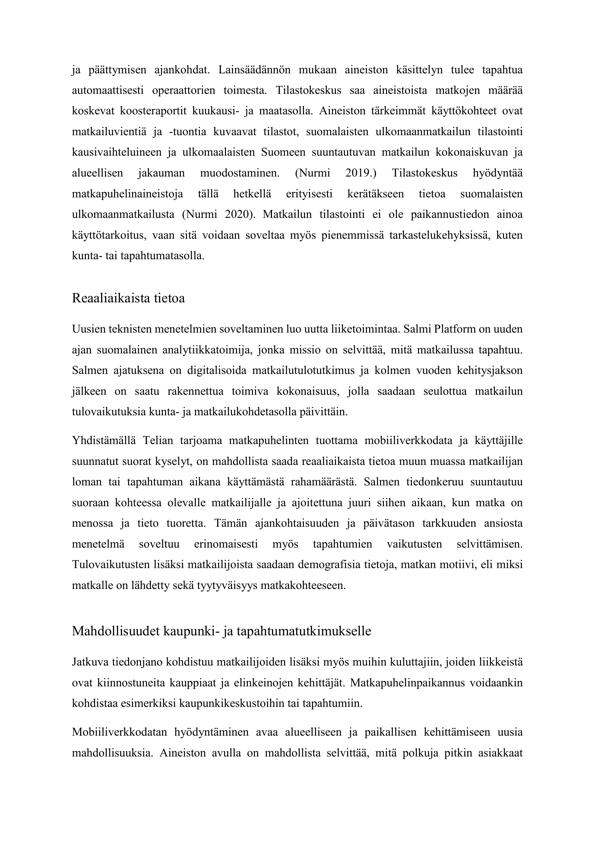 ja päättymisen ajankohdat. Lainsäädännön mukaan aineiston käsittelyn tulee tapahtua
automaattisesti operaattorien toimesta. Tilastokeskus saa aineistoista matkojen määrää
koskevat koosteraportit kuukausi- ja maatasolla. Aineiston tärkeimmät käyttökohteet ovat
matkailuvientiä ja -tuontia kuvaavat tilastot, suomalaisten ulkomaanmatkailun tilastointi
kausivaihteluineen ja ulkomaalaisten Suomeen suuntautuvan matkailun kokonaiskuvan ja
alueellisen jakauman muodostaminen. (Nurmi 2019.) Tilastokeskus hyödyntää
matkapuhelinaineistoja tällä hetkellä erityisesti kerätäkseen tietoa suomalaisten
ulkomaanmatkailusta (Nurmi 2020). Matkailun tilastointi ei ole paikannustiedon ainoa
käyttötarkoitus, vaan sitä voidaan soveltaa myös pienemmissä tarkastelukehyksissä, kuten
kunta- tai tapahtumatasolla.
Reaaliaikaista tietoa
Uusien teknisten menetelmien soveltaminen luo uutta liiketoimintaa. Salmi Platform on uuden
ajan suomalainen analytiikkatoimija, jonka missio on selvittää, mitä matkailussa tapahtuu.
Salmen ajatuksena on digitalisoida matkailutulotutkimus ja kolmen vuoden kehitysjakson
jälkeen on saatu rakennettua toimiva kokonaisuus, jolla saadaan seulottua matkailun
tulovaikutuksia kunta- ja matkailukohdetasolla päivittäin.
Yhdistämällä Telian tarjoama matkapuhelinten tuottama mobiiliverkkodata ja käyttäjille
suunnatut suorat kyselyt, on mahdollista saada reaaliaikaista tietoa muun muassa matkailijan
loman tai tapahtuman aikana käyttämästä rahamäärästä. Salmen tiedonkeruu suuntautuu
suoraan kohteessa olevalle matkailijalle ja ajoitettuna juuri siihen aikaan, kun matka on
menossa ja tieto tuoretta. Tämän ajankohtaisuuden ja päivätason tarkkuuden ansiosta
menetelmä soveltuu erinomaisesti myös tapahtumien vaikutusten selvittämisen.
Tulovaikutusten lisäksi matkailijoista saadaan demografisia tietoja, matkan motiivi, eli miksi
matkalle on lähdetty sekä tyytyväisyys matkakohteeseen.
Mahdollisuudet kaupunki- ja tapahtumatutkimukselle
Jatkuva tiedonjano kohdistuu matkailijoiden lisäksi myös muihin kuluttajiin, joiden liikkeistä
ovat kiinnostuneita kauppiaat ja elinkeinojen kehittäjät. Matkapuhelinpaikannus voidaankin
kohdistaa esimerkiksi kaupunkikeskustoihin tai tapahtumiin.
Mobiiliverkkodatan hyödyntäminen avaa alueelliseen ja paikallisen kehittämiseen uusia
mahdollisuuksia. Aineiston avulla on mahdollista selvittää, mitä polkuja pitkin asiakkaat